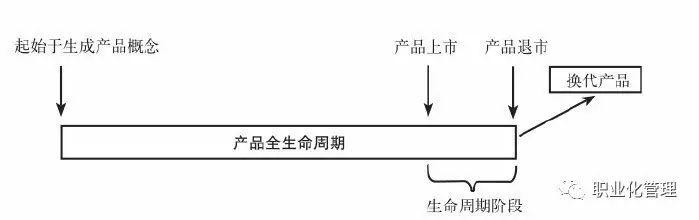 起始于生成产品概念
产品上市
产品退市
换代产品
产品全生命周期
生命周期阶段
职业化管理